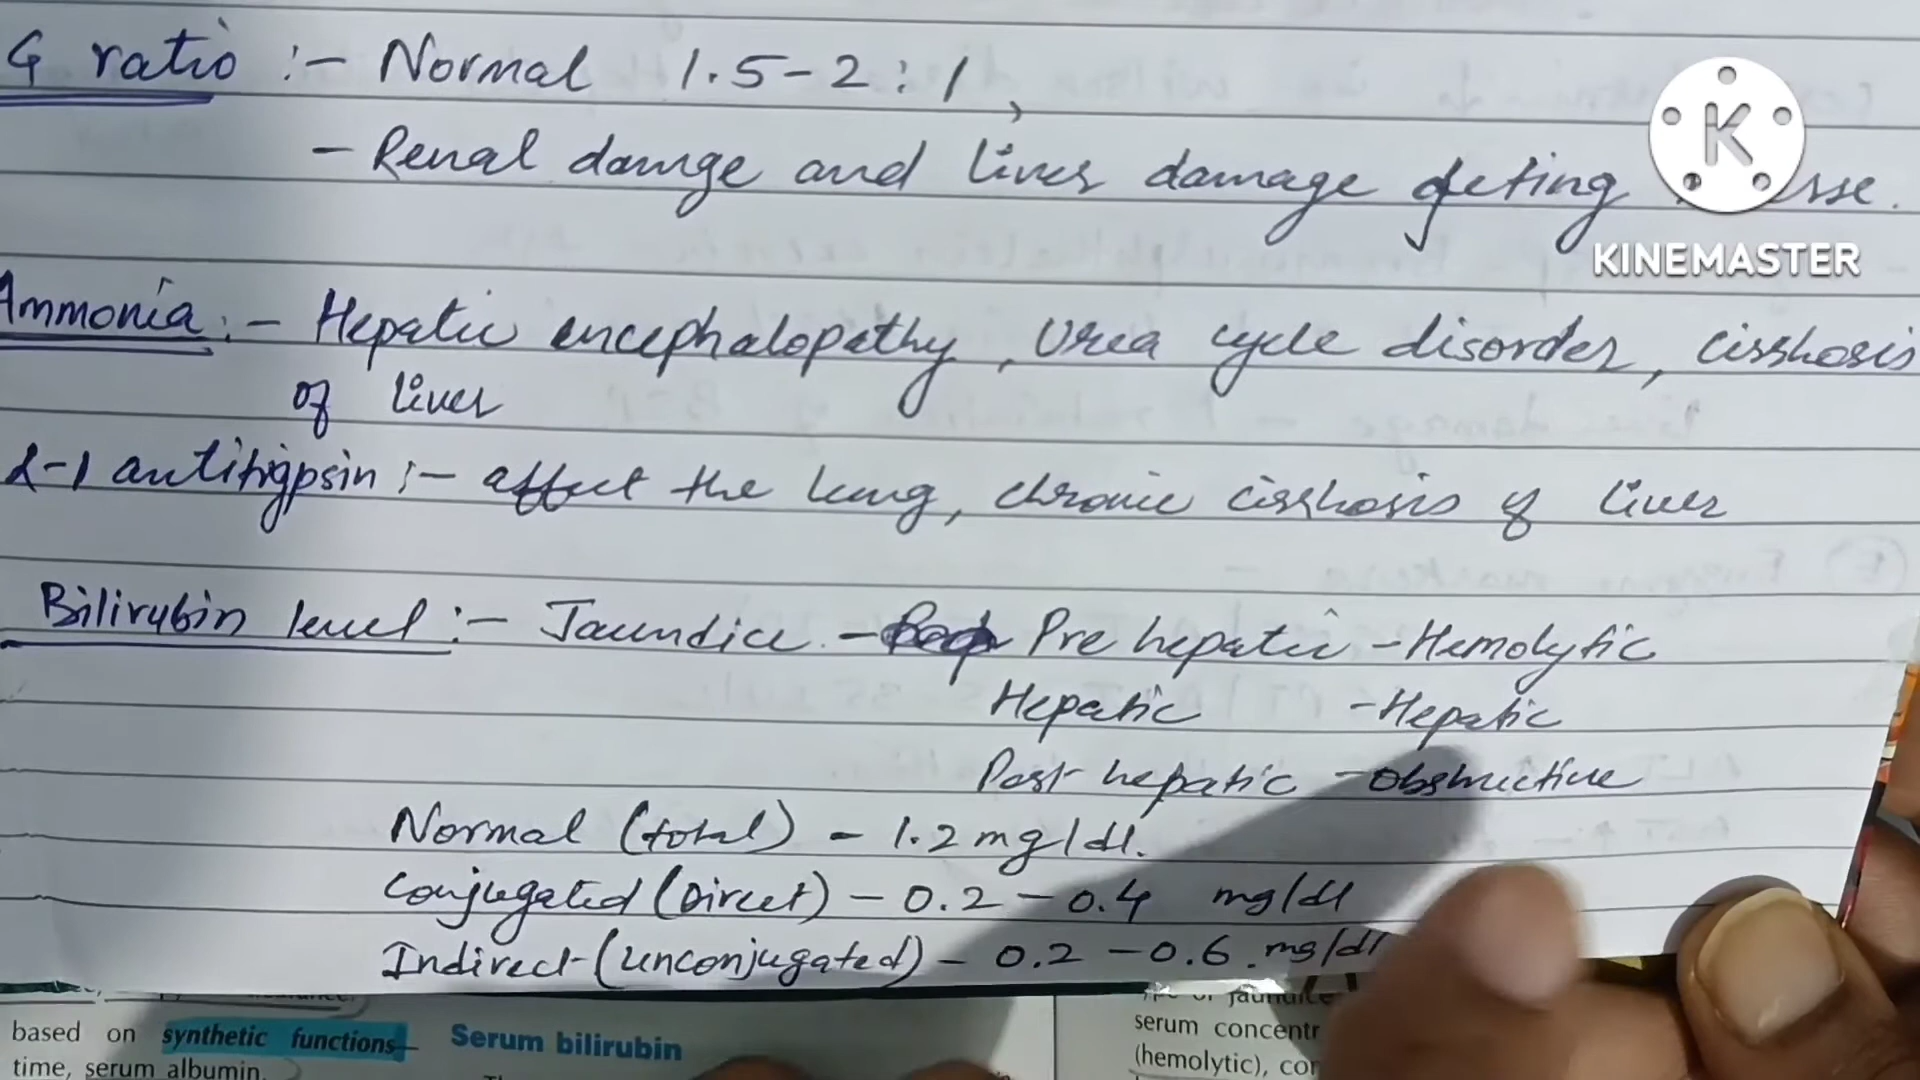 G ratio :- Normal 1.5-2:1,
- Renal damge and liver damage geting
K
KINEMASTER
Ammonia :- Hepatic encephalopathy, Urea cycle disorder, cirrhosis
of liver
α-1 antitrypsin :- affect the lung, chronic cirrhosis of liver
Bilirubin level :- Jaundice - Pre hepatic - Hemolytic
Hepatic - Hepatic
Post hepatic - Obstructive
Normal (total) - 1.2 mg/dl.
Conjugated (Direct) - 0.2 - 0.4 mg/dl
Indirect (unconjugated) - 0.2 - 0.6 mg/dl
based on synthetic functions
time, serum albumin.
Serum bilirubin
jaundice
serum concentr
(hemolytic), con